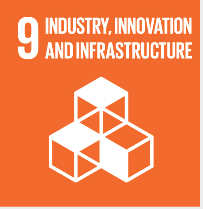 9 INDUSTRY, INNOVATION
AND INFRASTRUCTURE